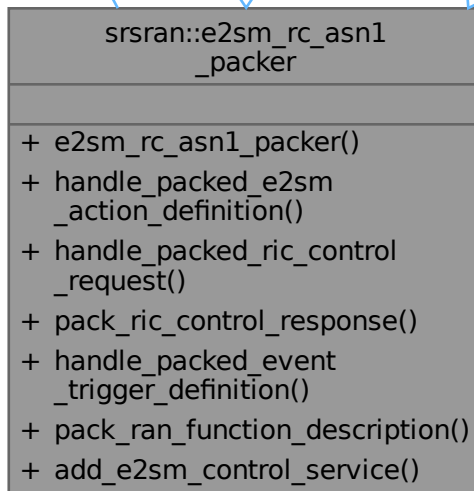 srsran::e2sm_rc_asn1
_packer
+ e2sm_rc_asn1_packer()
+ handle_packed_e2sm
_action_definition()
+ handle_packed_ric_control
_request()
+ pack_ric_control_response()
+ handle_packed_event
_trigger_definition()
+ pack_ran_function_description()
+ add_e2sm_control_service()